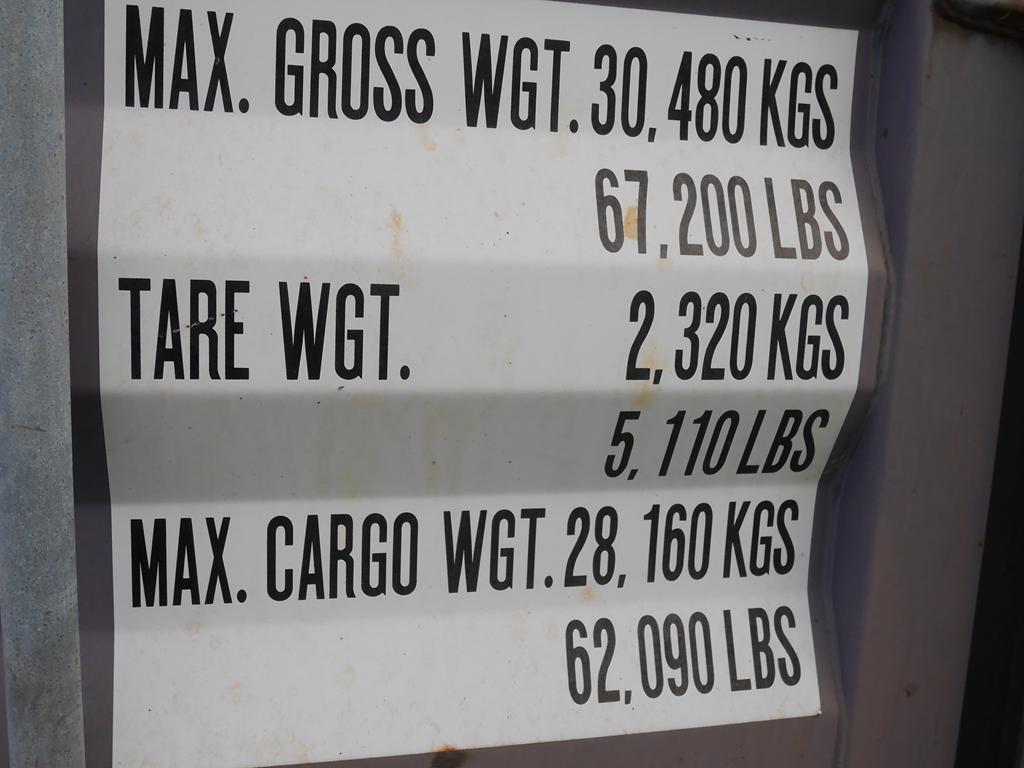 MAX. GROSS WGT. 30,480 KGS
67,200 LBS
TARE WGT. 2,320 KGS
5,110 LBS
MAX. CARGO WGT. 28,160 KGS
62,090 LBS